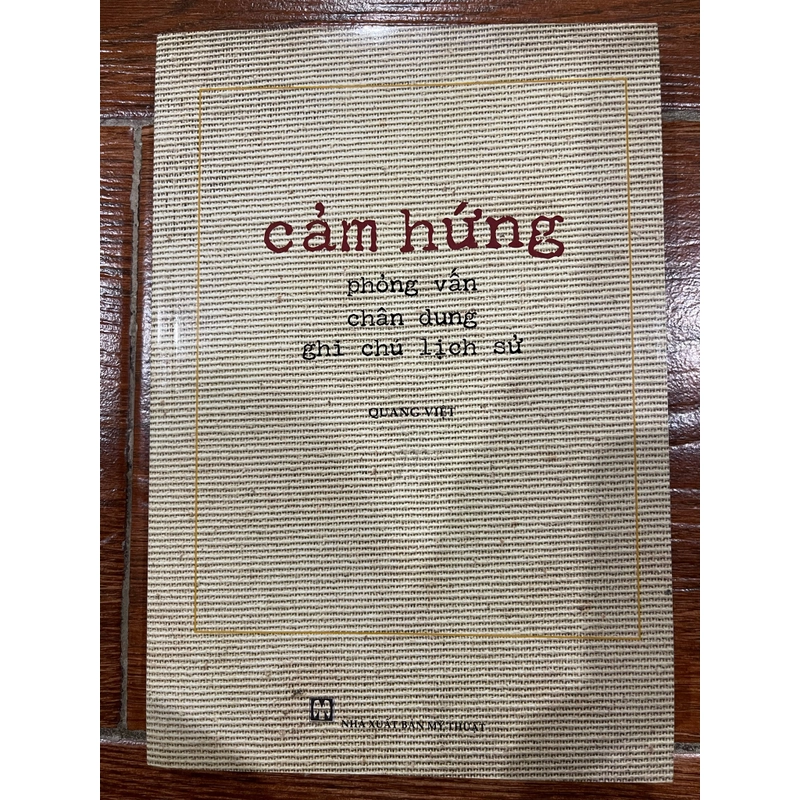 cảm hứng
phỏng vấn
chân dung
ghi chú lịch sử
QUANG VIỆT
NHÀ XUẤT BẢN MỸ THUẬT